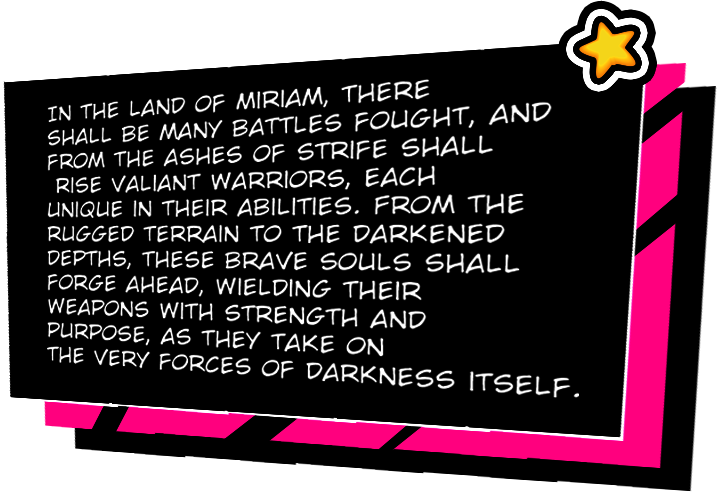 IN THE LAND OF MIRIAM, THERE
SHALL BE MANY BATTLES FOUGHT, AND
FROM THE ASHES OF STRIFE SHALL
RISE VALIANT WARRIORS, EACH
UNIQUE IN THEIR ABILITIES. FROM THE
RUGGED TERRAIN TO THE DARKENED
DEPTHS, THESE BRAVE SOULS SHALL
FORGE AHEAD, WIELDING THEIR
WEAPONS WITH STRENGTH AND
PURPOSE, AS THEY TAKE ON
THE VERY FORCES OF DARKNESS ITSELF.